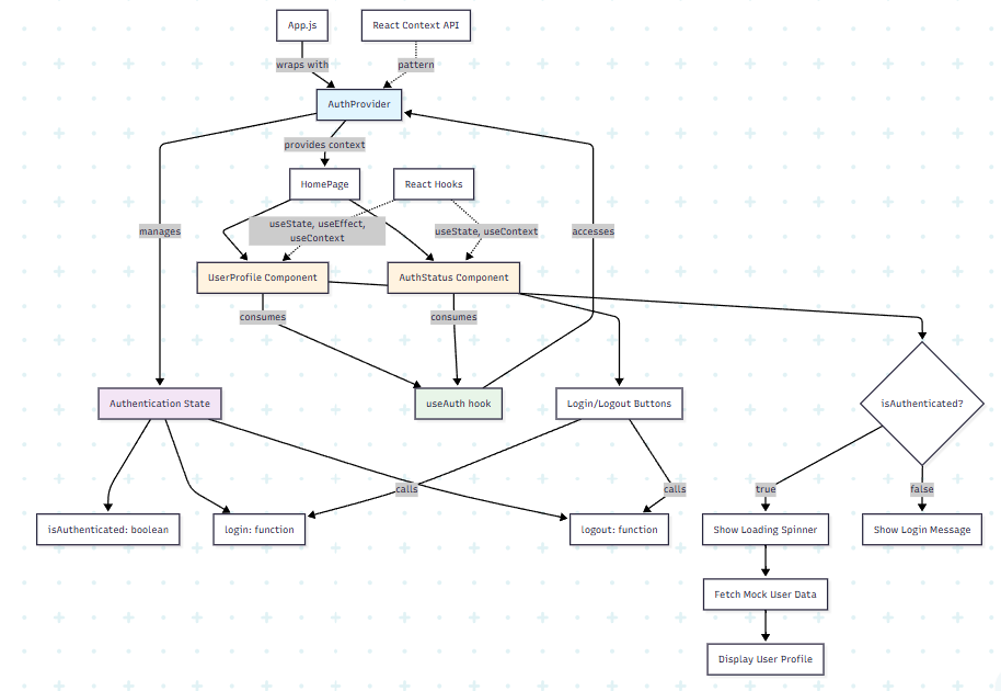 App.js
React Context API
wraps with
pattern
AuthProvider
provides context
HomePage
React Hooks
manages
useState, useEffect,
useContext
useState, useContext
accesses
UserProfile Component
AuthStatus Component
consumes
consumes
Authentication State
useAuth hook
Login/Logout Buttons
isAuthenticated?
calls
calls
true
false
isAuthenticated: boolean
login: function
logout: function
Show Loading Spinner
Show Login Message
Fetch Mock User Data
Display User Profile